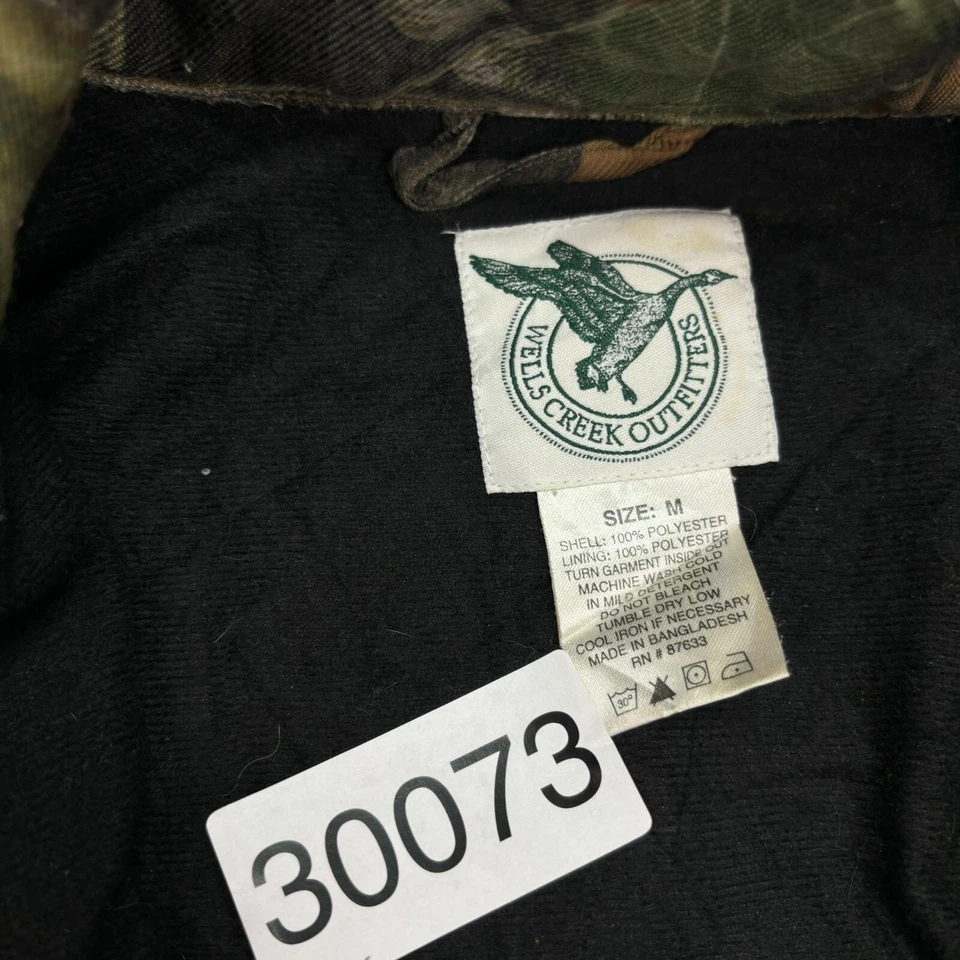 WELLS CREEK OUTFITTERS
SIZE: M
SHELL: 100% POLYESTER
LINING: 100% POLYESTER
TURN GARMENT INSIDE OUT
MACHINE WASH COLD
IN MILD DETERGENT
DO NOT BLEACH
TUMBLE DRY LOW
COOL IRON IF NECESSARY
MADE IN BANGLADESH
RN # 87633
30°
30073